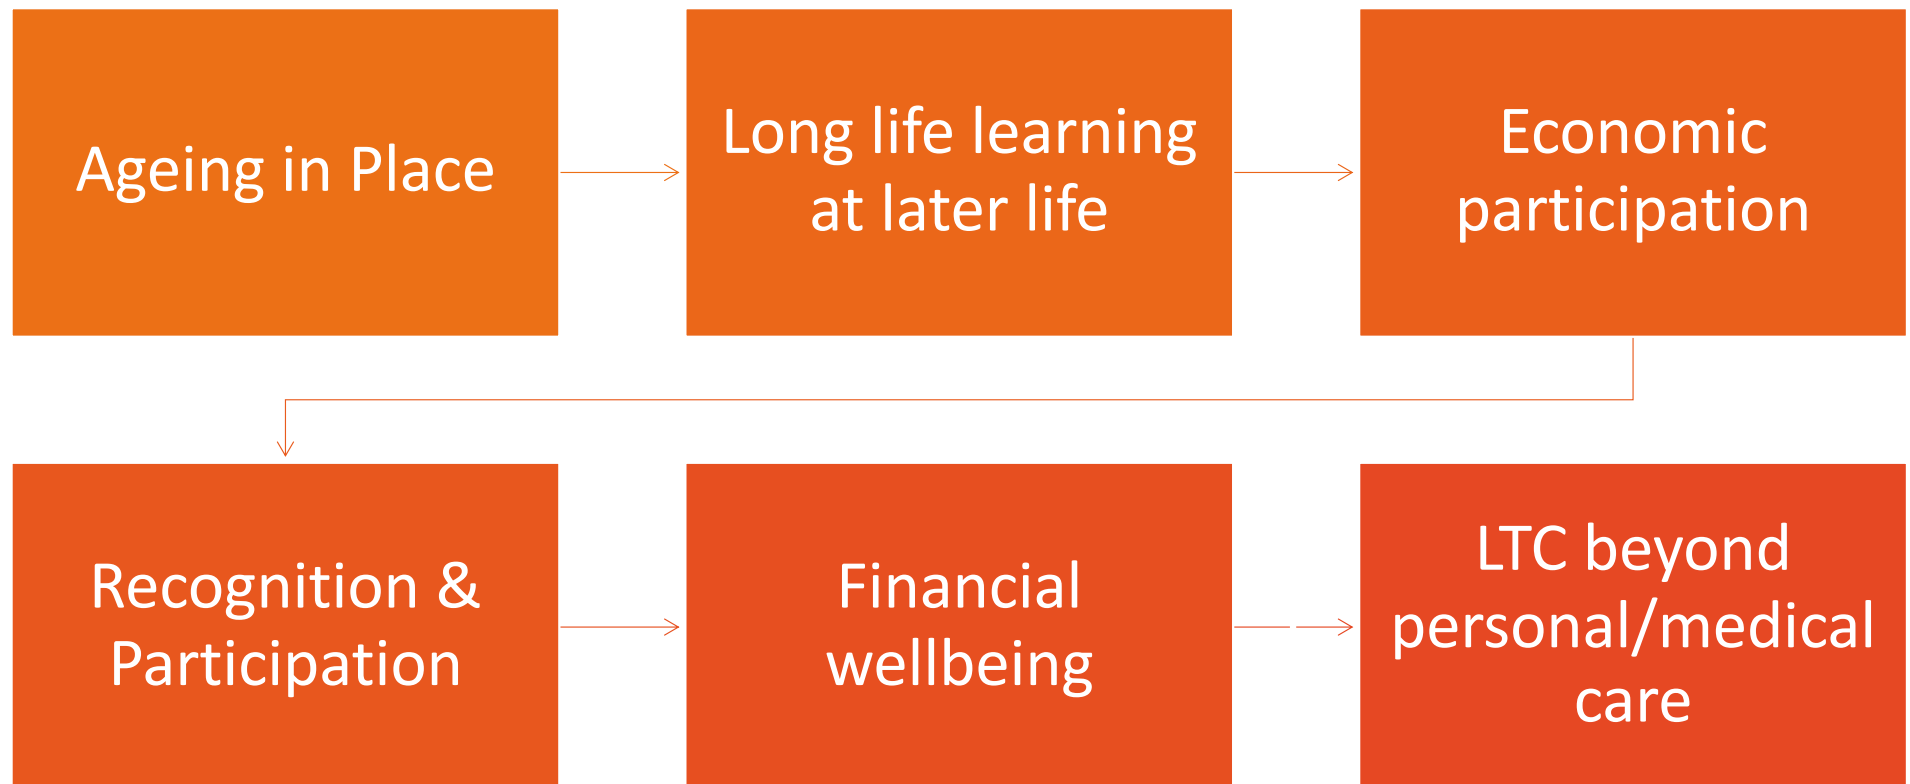 Ageing in Place
Long life learning
at later life
Economic
participation
Recognition &
Participation
Financial
wellbeing
LTC beyond
personal/medical
care